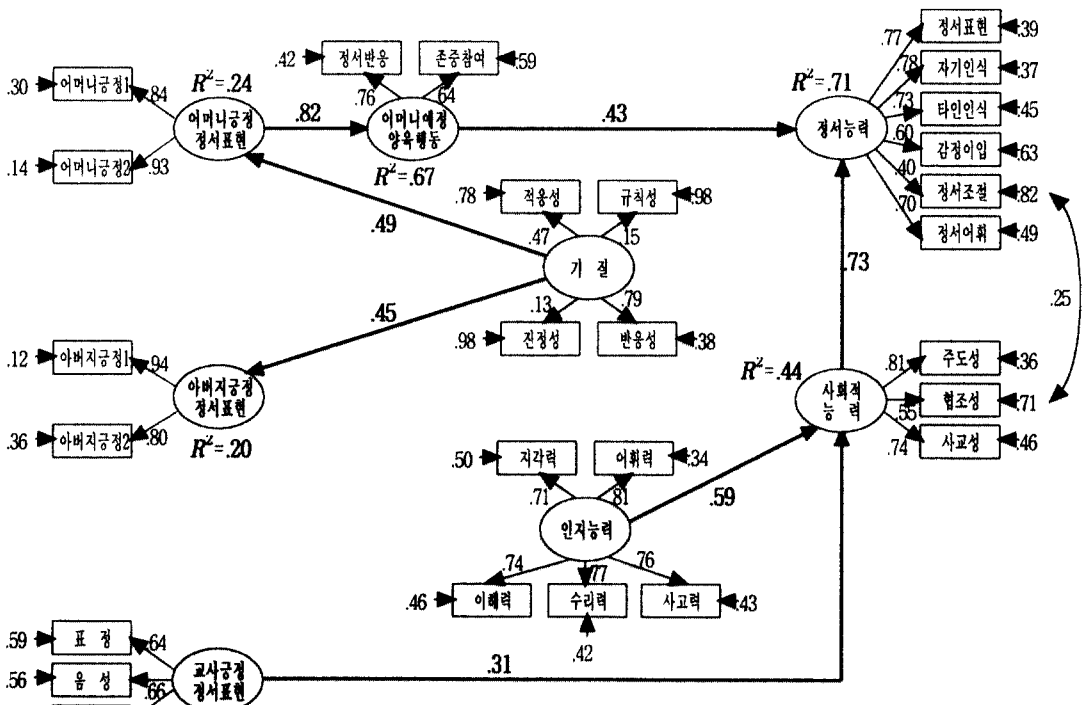 .42
정서반응
존중참여
.59
.76
.64
.30
어머니긍정1
.84
R²=.24
어머니긍정
정서표현
.14
어머니긍정2
.93
.82
어머니애정
양육행동
R²=.67
.43
R²=.71
정서능력
.77
정서표현
.39
.78
자기인식
.37
.73
타인인식
.45
.60
감정이입
.63
.40
정서조절
.82
.70
정서어휘
.49
.25
.49
.78
적응성
규칙성
.98
.47
.15
기 질
.13
.79
.98
진정성
반응성
.38
.45
.73
.12
아버지긍정1
.94
아버지긍정
정서표현
.36
아버지긍정2
.80
R²=.20
R²=.44
사회적
능 력
.81
주도성
.36
.55
협조성
.71
.74
사교성
.46
.50
지각력
어휘력
.34
.71
.81
인지능력
.59
.74
.77
.76
.46
이해력
수리력
사고력
.43
.42
.59
표 정
.64
.56
음 성
.66
교사긍정
정서표현
.31